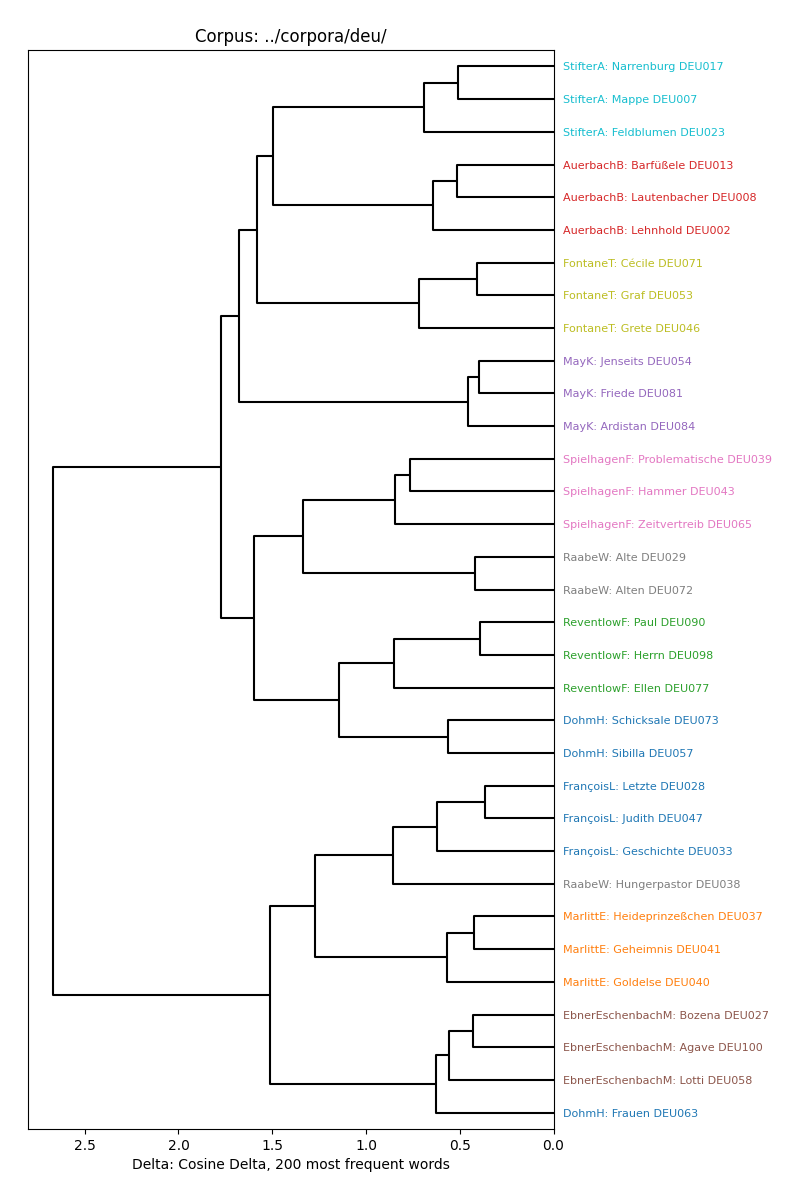 Corpus: ../corpora/deu/
StifterA: Narrenburg DEU017
StifterA: Mappe DEU007
StifterA: Feldblumen DEU023
AuerbachB: Barfüßele DEU013
AuerbachB: Lautenbacher DEU008
AuerbachB: Lehnhold DEU002
FontaneT: Cécile DEU071
FontaneT: Graf DEU053
FontaneT: Grete DEU046
MayK: Jenseits DEU054
MayK: Friede DEU081
MayK: Ardistan DEU084
SpielhagenF: Problematische DEU039
SpielhagenF: Hammer DEU043
SpielhagenF: Zeitvertreib DEU065
RaabeW: Alte DEU029
RaabeW: Alten DEU072
ReventlowF: Paul DEU090
ReventlowF: Herrn DEU098
ReventlowF: Ellen DEU077
DohmH: Schicksale DEU073
DohmH: Sibilla DEU057
FrançoisL: Letzte DEU028
FrançoisL: Judith DEU047
FrançoisL: Geschichte DEU033
RaabeW: Hungerpastor DEU038
MarlittE: Heideprinzeßchen DEU037
MarlittE: Geheimnis DEU041
MarlittE: Goldelse DEU040
EbnerEschenbachM: Bozena DEU027
EbnerEschenbachM: Agave DEU100
EbnerEschenbachM: Lotti DEU058
DohmH: Frauen DEU063
2.5 2.0 1.5 1.0 0.5 0.0
Delta: Cosine Delta, 200 most frequent words